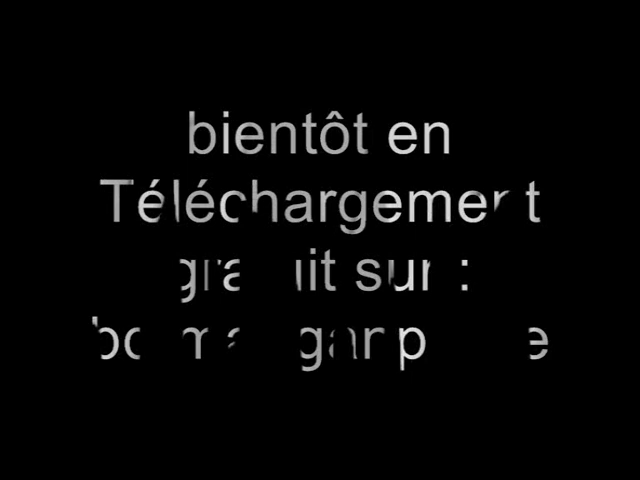 bientôt en
Téléchargement
gratuit sur :